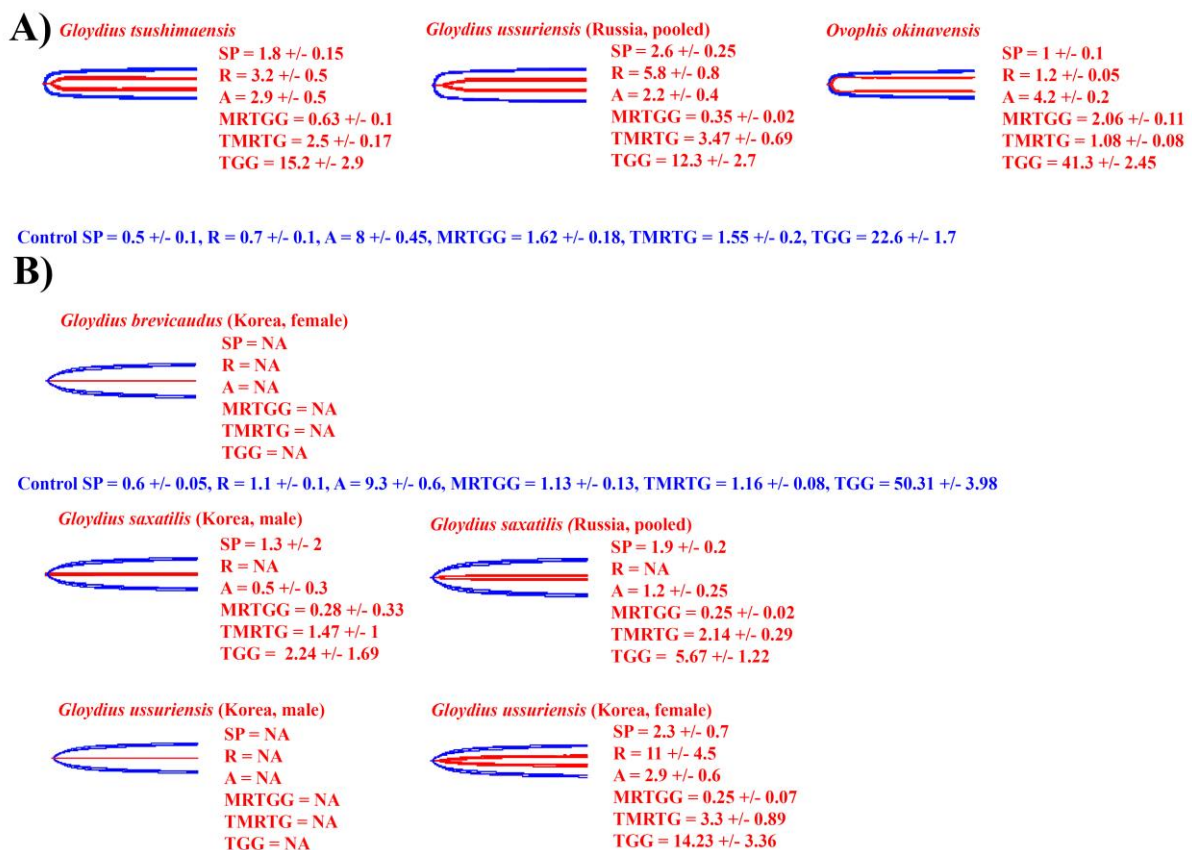 A)
Gloydius tsushimaensis
SP = 1.8 +/- 0.15
R = 3.2 +/- 0.5
A = 2.9 +/- 0.5
MRTGG = 0.63 +/- 0.1
TMRTG = 2.5 +/- 0.17
TGG = 15.2 +/- 2.9
Gloydius ussuriensis (Russia, pooled)
SP = 2.6 +/- 0.25
R = 5.8 +/- 0.8
A = 2.2 +/- 0.4
MRTGG = 0.35 +/- 0.02
TMRTG = 3.47 +/- 0.69
TGG = 12.3 +/- 2.7
Ovophis okinavensis
SP = 1 +/- 0.1
R = 1.2 +/- 0.05
A = 4.2 +/- 0.2
MRTGG = 2.06 +/- 0.11
TMRTG = 1.08 +/- 0.08
TGG = 41.3 +/- 2.45
Control SP = 0.5 +/- 0.1, R = 0.7 +/- 0.1, A = 8 +/- 0.45, MRTGG = 1.62 +/- 0.18, TMRTG = 1.55 +/- 0.2, TGG = 22.6 +/- 1.7
B)
Gloydius brevicaudus (Korea, female)
SP = NA
R = NA
A = NA
MRTGG = NA
TMRTG = NA
TGG = NA
Control SP = 0.6 +/- 0.05, R = 1.1 +/- 0.1, A = 9.3 +/- 0.6, MRTGG = 1.13 +/- 0.13, TMRTG = 1.16 +/- 0.08, TGG = 50.31 +/- 3.98
Gloydius saxatilis (Korea, male)
SP = 1.3 +/- 2
R = NA
A = 0.5 +/- 0.3
MRTGG = 0.28 +/- 0.33
TMRTG = 1.47 +/- 1
TGG = 2.24 +/- 1.69
Gloydius saxatilis (Russia, pooled)
SP = 1.9 +/- 0.2
R = NA
A = 1.2 +/- 0.25
MRTGG = 0.25 +/- 0.02
TMRTG = 2.14 +/- 0.29
TGG = 5.67 +/- 1.22
Gloydius ussuriensis (Korea, male)
SP = NA
R = NA
A = NA
MRTGG = NA
TMRTG = NA
TGG = NA
Gloydius ussuriensis (Korea, female)
SP = 2.3 +/- 0.7
R = 11 +/- 4.5
A = 2.9 +/- 0.6
MRTGG = 0.25 +/- 0.07
TMRTG = 3.3 +/- 0.89
TGG = 14.23 +/- 3.36